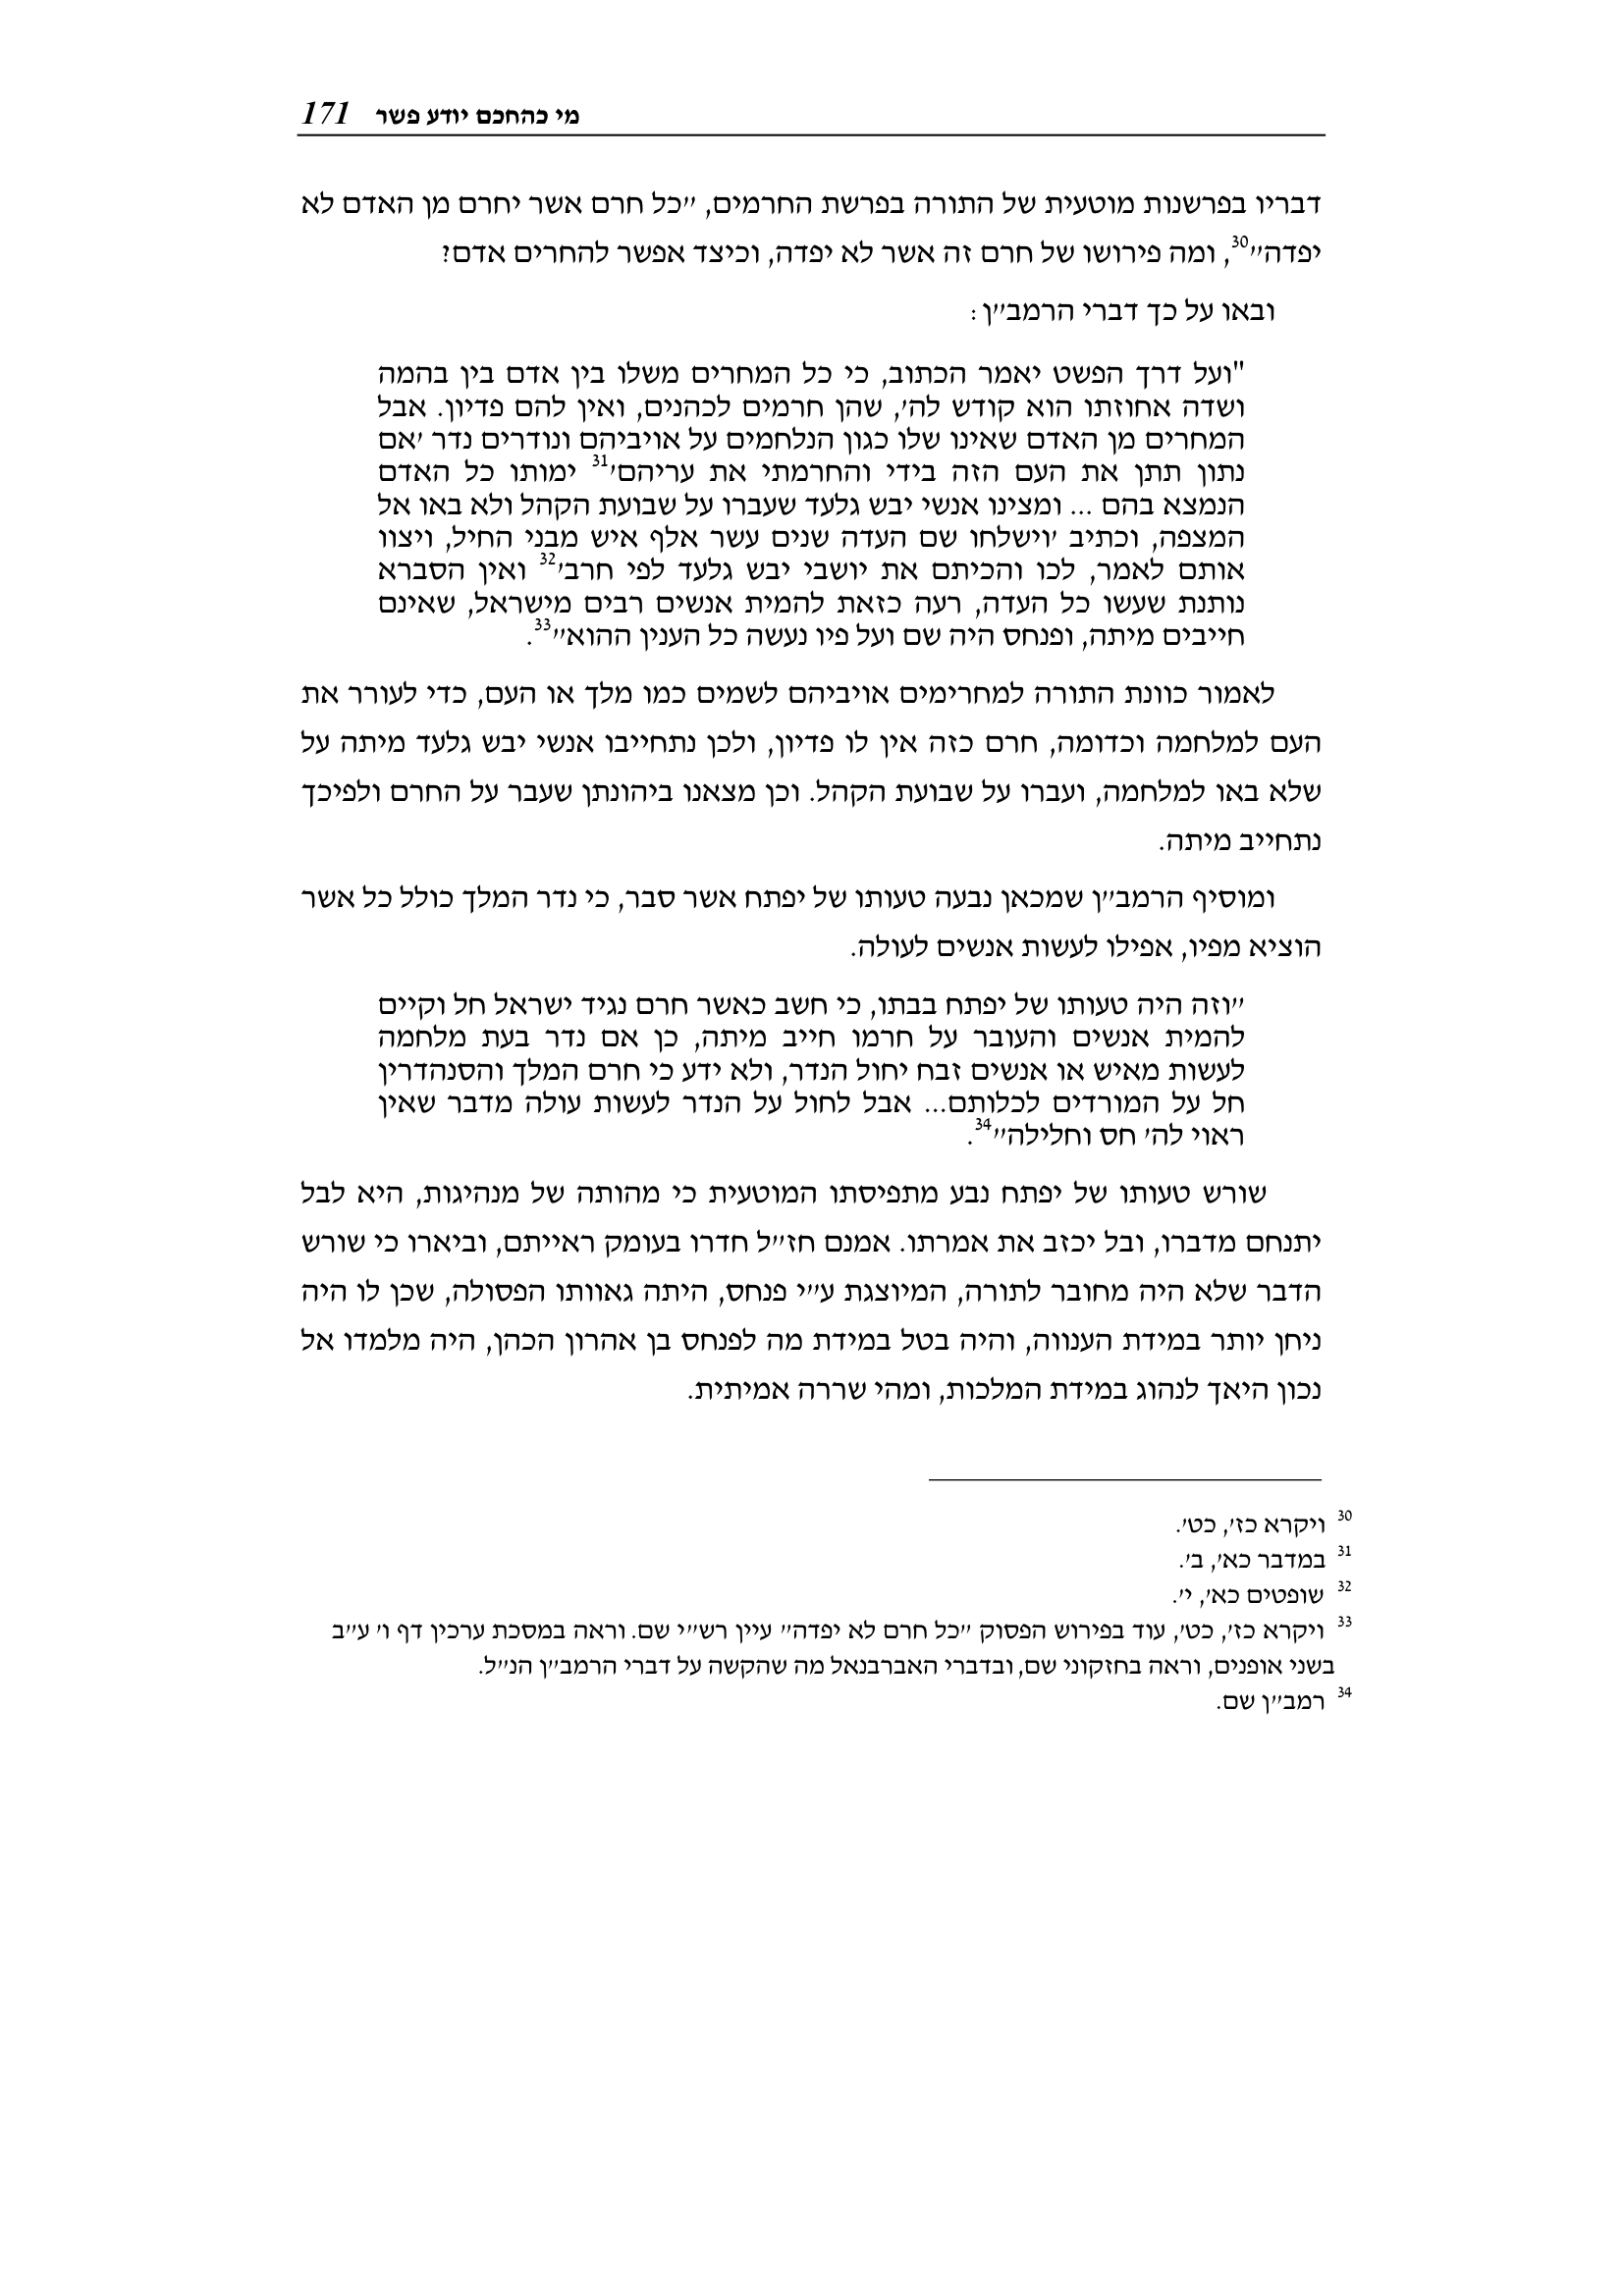 מי כהחכם יודע פשר 171
דבריו בפרשנות מוטעית של התורה בפרשת החרמים, "כל חרם אשר יחרם מן האדם לא
יפדה"30, ומה פירושו של חרם זה אשר לא יפדה, וכיצד אפשר להחרים אדם?
ובאו על כך דברי הרמב"ן:
"ועל דרך הפשט יאמר הכתוב, כי כל המחרים משלו בין אדם בין בהמה
ושדה אחוזתו הוא קודש לה', שהן חרמים לכהנים, ואין להם פדיון. אבל
המחרים מן האדם שאינו שלו כגון הנלחמים על אויביהם ונודרים נדר 'אם
נתון תתן את העם הזה בידי והחרמתי את עריהם'31 ימותו כל האדם
הנמצא בהם ... ומצינו אנשי יבש גלעד שעברו על שבועת הקהל ולא באו אל
המצפה, וכתיב 'וישלחו שם העדה שנים עשר אלף איש מבני החיל, ויצוו
אותם לאמר, לכו והכיתם את יושבי יבש גלעד לפי חרב'32 ואין הסברא
נותנת שעשו כל העדה, רעה כזאת להמית אנשים רבים מישראל, שאינם
חייבים מיתה, ופנחס היה שם ועל פיו נעשה כל הענין ההוא"33.
לאמור כוונת התורה למחרימים אויביהם לשמים כמו מלך או העם, כדי לעורר את
העם למלחמה וכדומה, חרם כזה אין לו פדיון, ולכן נתחייבו אנשי יבש גלעד מיתה על
שלא באו למלחמה, ועברו על שבועת הקהל. וכן מצאנו ביהונתן שעבר על החרם ולפיכך
נתחייב מיתה.
ומוסיף הרמב"ן שמכאן נבעה טעותו של יפתח אשר סבר, כי נדר המלך כולל כל אשר
הוציא מפיו, אפילו לעשות אנשים לעולה.
"וזה היה טעותו של יפתח בבתו, כי חשב כאשר חרם נגיד ישראל חל וקיים
להמית אנשים והעובר על חרמו חייב מיתה, כן אם נדר בעת מלחמה
לעשות מאיש או אנשים זבח יחול הנדר, ולא ידע כי חרם המלך והסנהדרין
חל על המורדים לכלותם... אבל לחול על הנדר לעשות עולה מדבר שאין
ראוי לה' חס וחלילה"34.
שורש טעותו של יפתח נבע מתפיסתו המוטעית כי מהותה של מנהיגות, היא לבל
יתנחם מדברו, ובל יכזב את אמרתו. אמנם חז"ל חדרו בעומק ראייתם, וביארו כי שורש
הדבר שלא היה מחובר לתורה, המיוצגת ע"י פנחס, היתה גאוותו הפסולה, שכן לו היה
ניחן יותר במידת הענווה, והיה בטל במידת מה לפנחס בן אהרון הכהן, היה מלמדו אל
נכון היאך לנהוג במידת המלכות, ומהי שררה אמיתית.
30 ויקרא כז', כט'.
31 במדבר כא', ב'.
32 שופטים כא', י'.
33 ויקרא כז', כט', עוד בפירוש הפסוק "כל חרם לא יפדה" עיין רש"י שם. וראה במסכת ערכין דף ו' ע"ב
בשני אופנים, וראה בחזקוני שם, ובדברי האברבנאל מה שהקשה על דברי הרמב"ן הנ"ל.
34 רמב"ן שם.